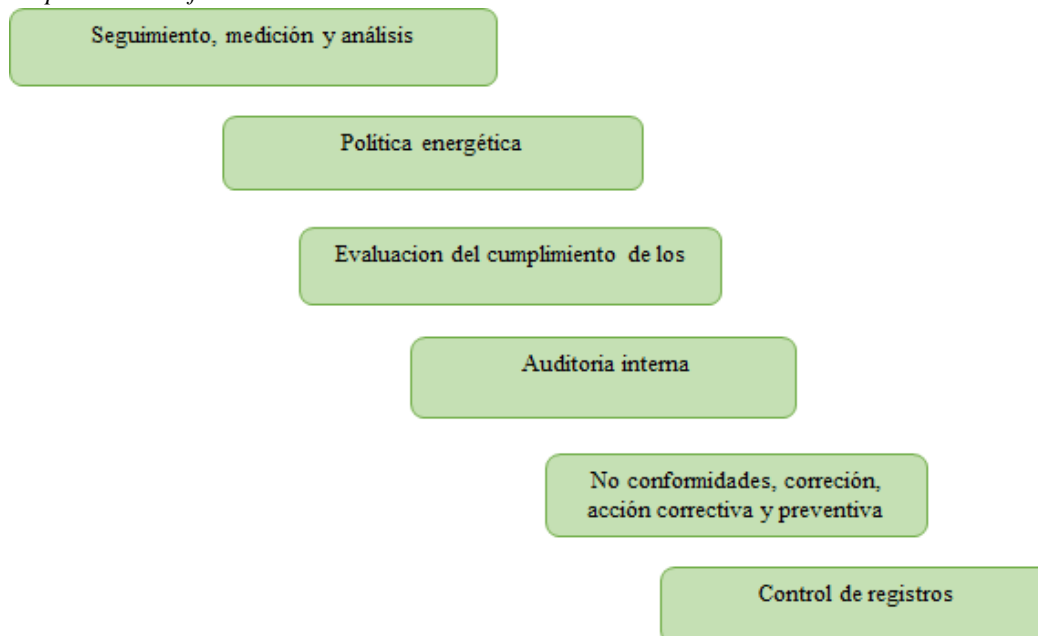 Seguimiento, medición y análisis
Política energética
Evaluacion del cumplimiento de los
Auditoria interna
No conformidades, correción,
acción correctiva y preventiva
Control de registros